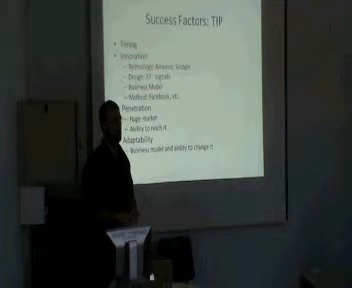 Success Factors: TIP
• Timing
• Innovation
– Technology: Amazon, Google
– Design: 37 signals
– Business Model
– Method: Facebook, etc.
Penetration
– Huge market
– Ability to reach it
Adaptability
– Business model and ability to change it